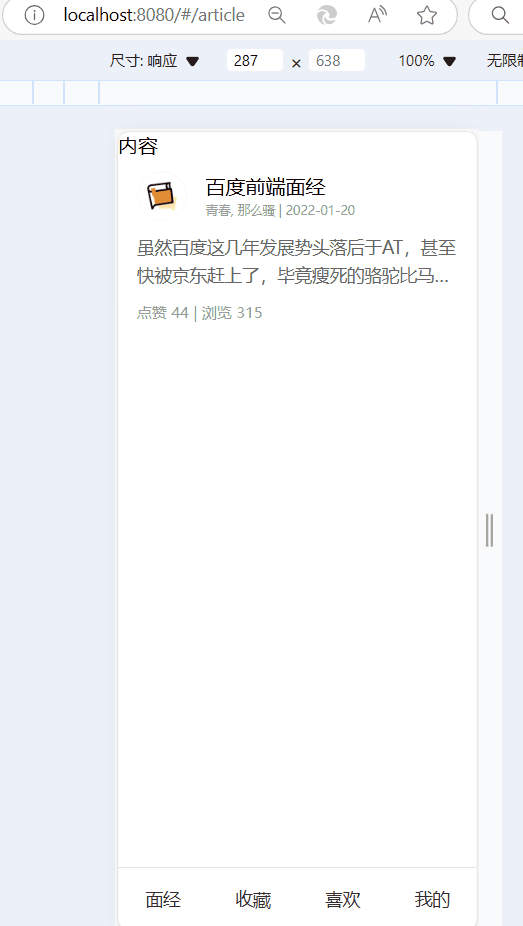 localhost:8080/#/article
尺寸: 响应 287 × 638 100% 无限制
内容
百度前端面经
青春, 那么骚 | 2022-01-20
虽然百度这几年发展势头落后于AT，甚至
快被京东赶上了，毕竟瘦死的骆驼比马...
点赞 44 | 浏览 315
面经 收藏 喜欢 我的